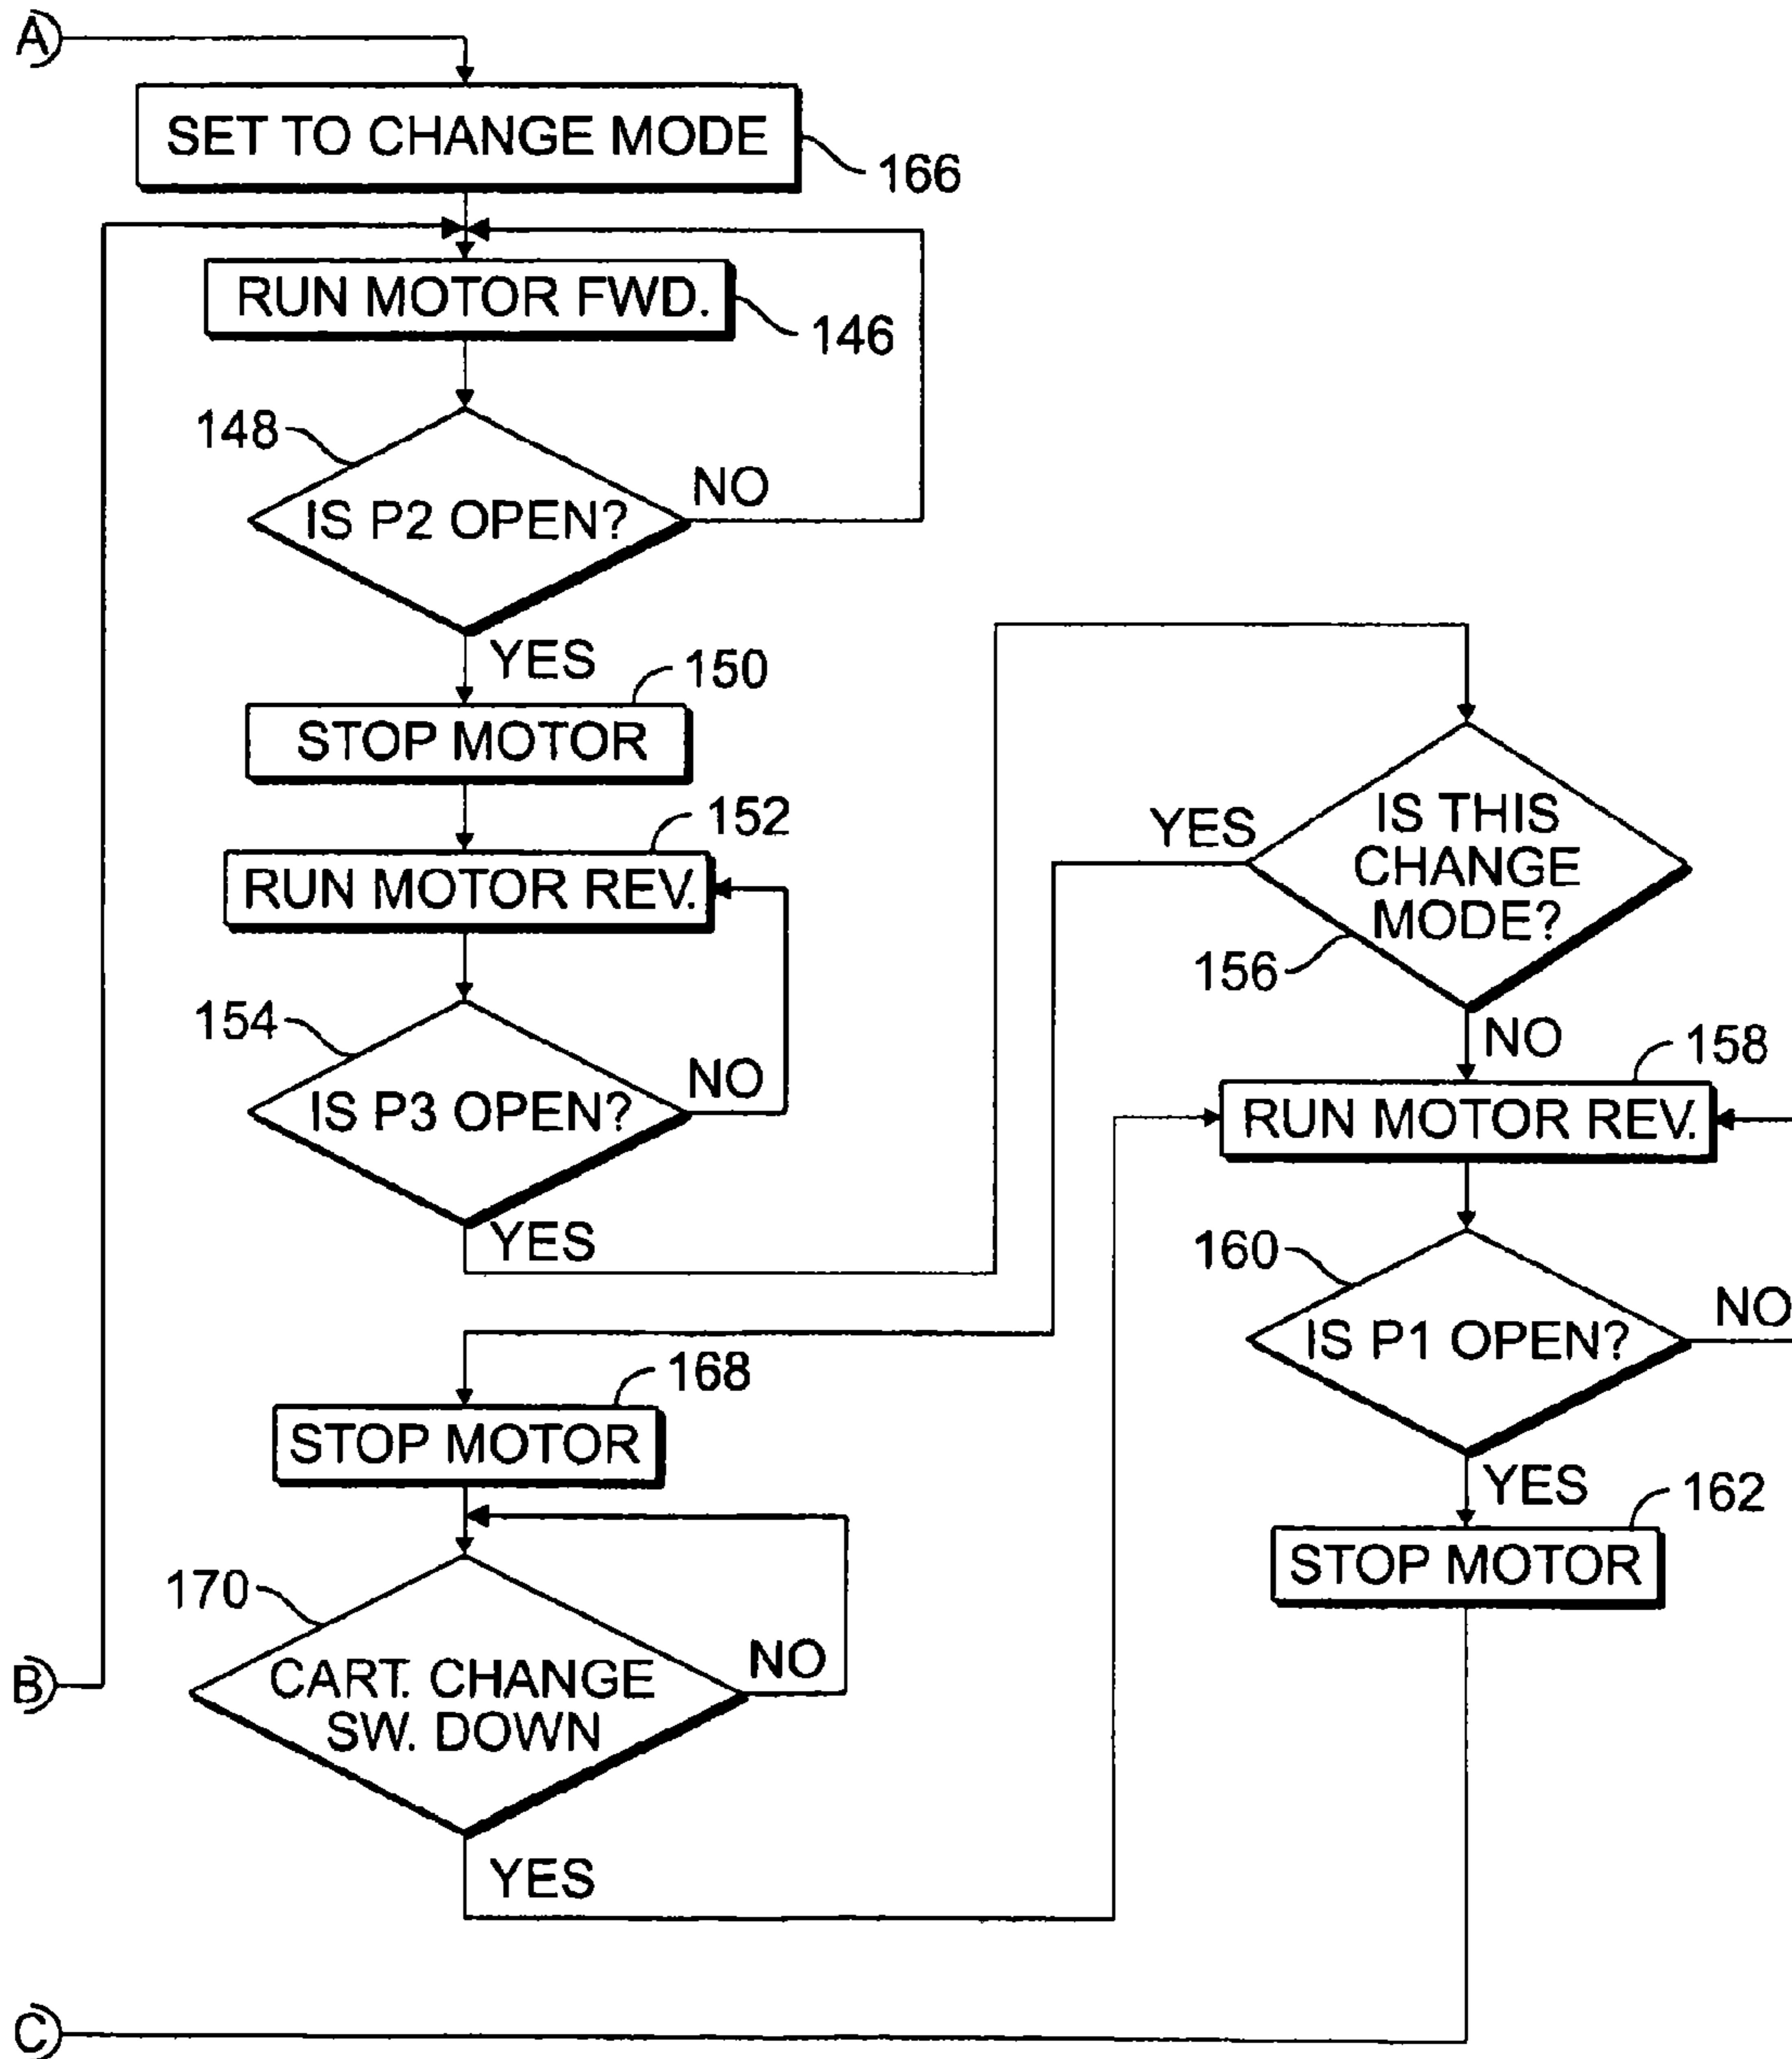 A
SET TO CHANGE MODE
166
RUN MOTOR FWD.
146
148
IS P2 OPEN?
NO
YES
150
STOP MOTOR
152
RUN MOTOR REV.
154
IS P3 OPEN?
NO
YES
IS THIS
CHANGE
MODE?
YES
156
NO
158
RUN MOTOR REV.
160
IS P1 OPEN?
NO
YES
162
STOP MOTOR
168
STOP MOTOR
170
CART. CHANGE
SW. DOWN
NO
YES
B
C